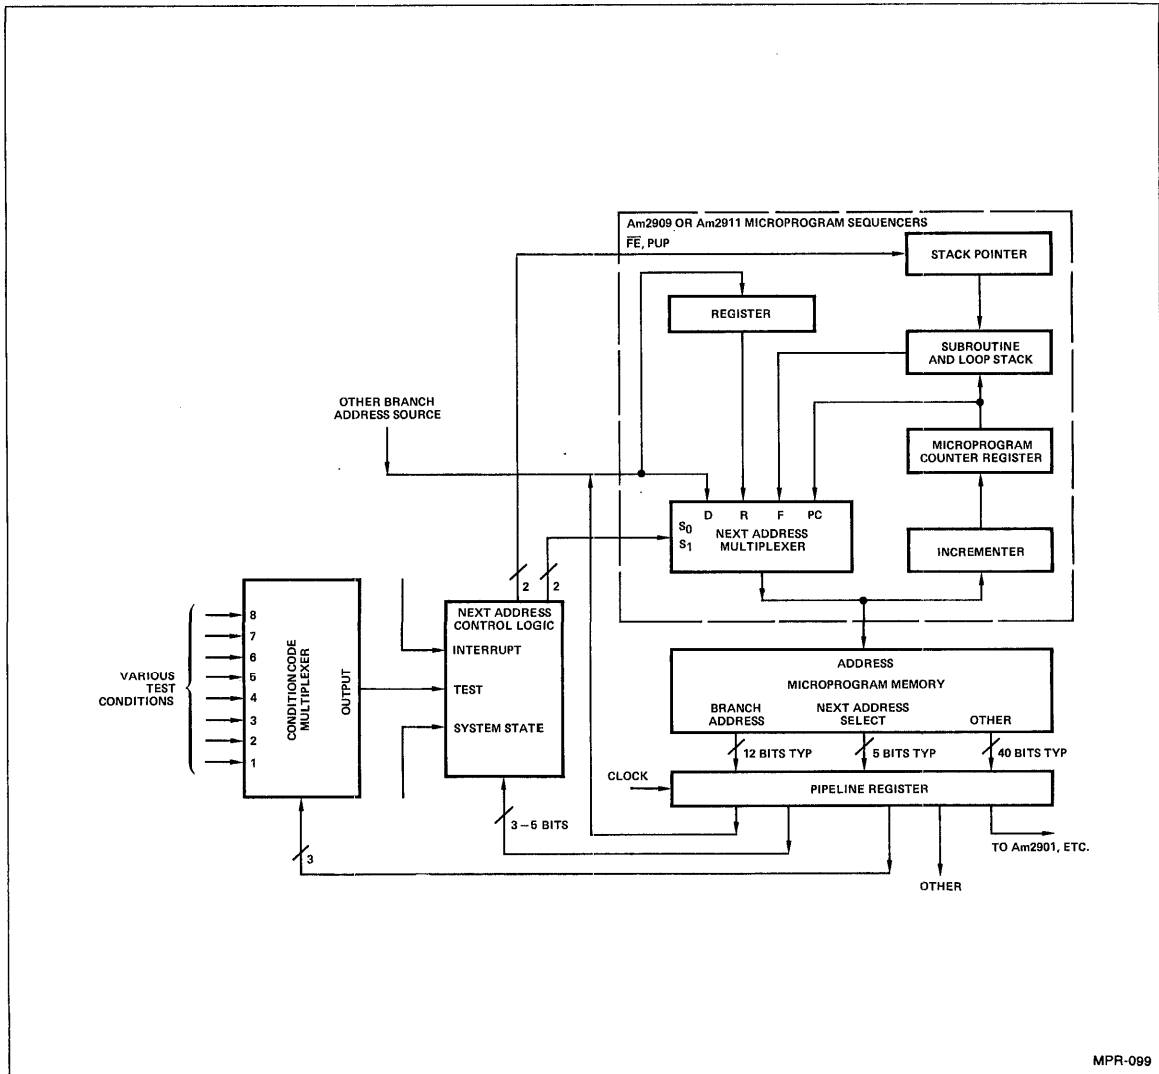 Am2909 OR Am2911 MICROPROGRAM SEQUENCERS
FE, PUP
STACK POINTER
REGISTER
SUBROUTINE
AND LOOP STACK
OTHER BRANCH
ADDRESS SOURCE
MICROPROGRAM
COUNTER REGISTER
D R F PC
S0
S1
NEXT ADDRESS
MULTIPLEXER
INCREMENTER
2
2
NEXT ADDRESS
CONTROL LOGIC
INTERRUPT
TEST
SYSTEM STATE
8
7
6
5
4
3
2
1
VARIOUS
TEST
CONDITIONS
CONDITION CODE
MULTIPLEXER
OUTPUT
ADDRESS
MICROPROGRAM MEMORY
BRANCH
ADDRESS
NEXT ADDRESS
SELECT
OTHER
12 BITS TYP
5 BITS TYP
40 BITS TYP
CLOCK
PIPELINE REGISTER
3–5 BITS
3
TO Am2901, ETC.
OTHER
MPR-099